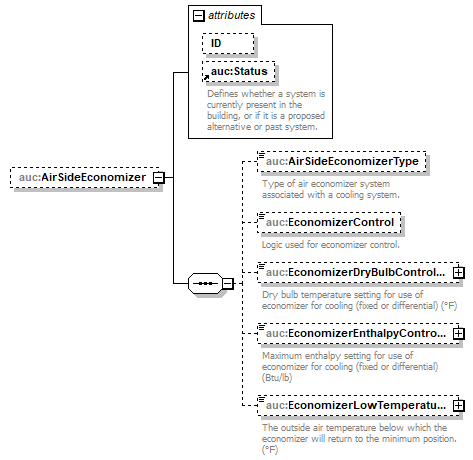 attributes
ID
auc:Status
Defines whether a system is
currently present in the
building, or if it is a proposed
alternative or past system.
auc:AirSideEconomizer
auc:AirSideEconomizerType
Type of air economizer system
associated with a cooling system.
auc:EconomizerControl
Logic used for economizer control.
auc:EconomizerDryBulbControl...
Dry bulb temperature setting for use of
economizer for cooling (fixed or differential) (°F)
auc:EconomizerEnthalpyContro...
Maximum enthalpy setting for use of
economizer for cooling (fixed or differential)
(Btu/lb)
auc:EconomizerLowTemperatu...
The outside air temperature below which the
economizer will return to the minimum position.
(°F)